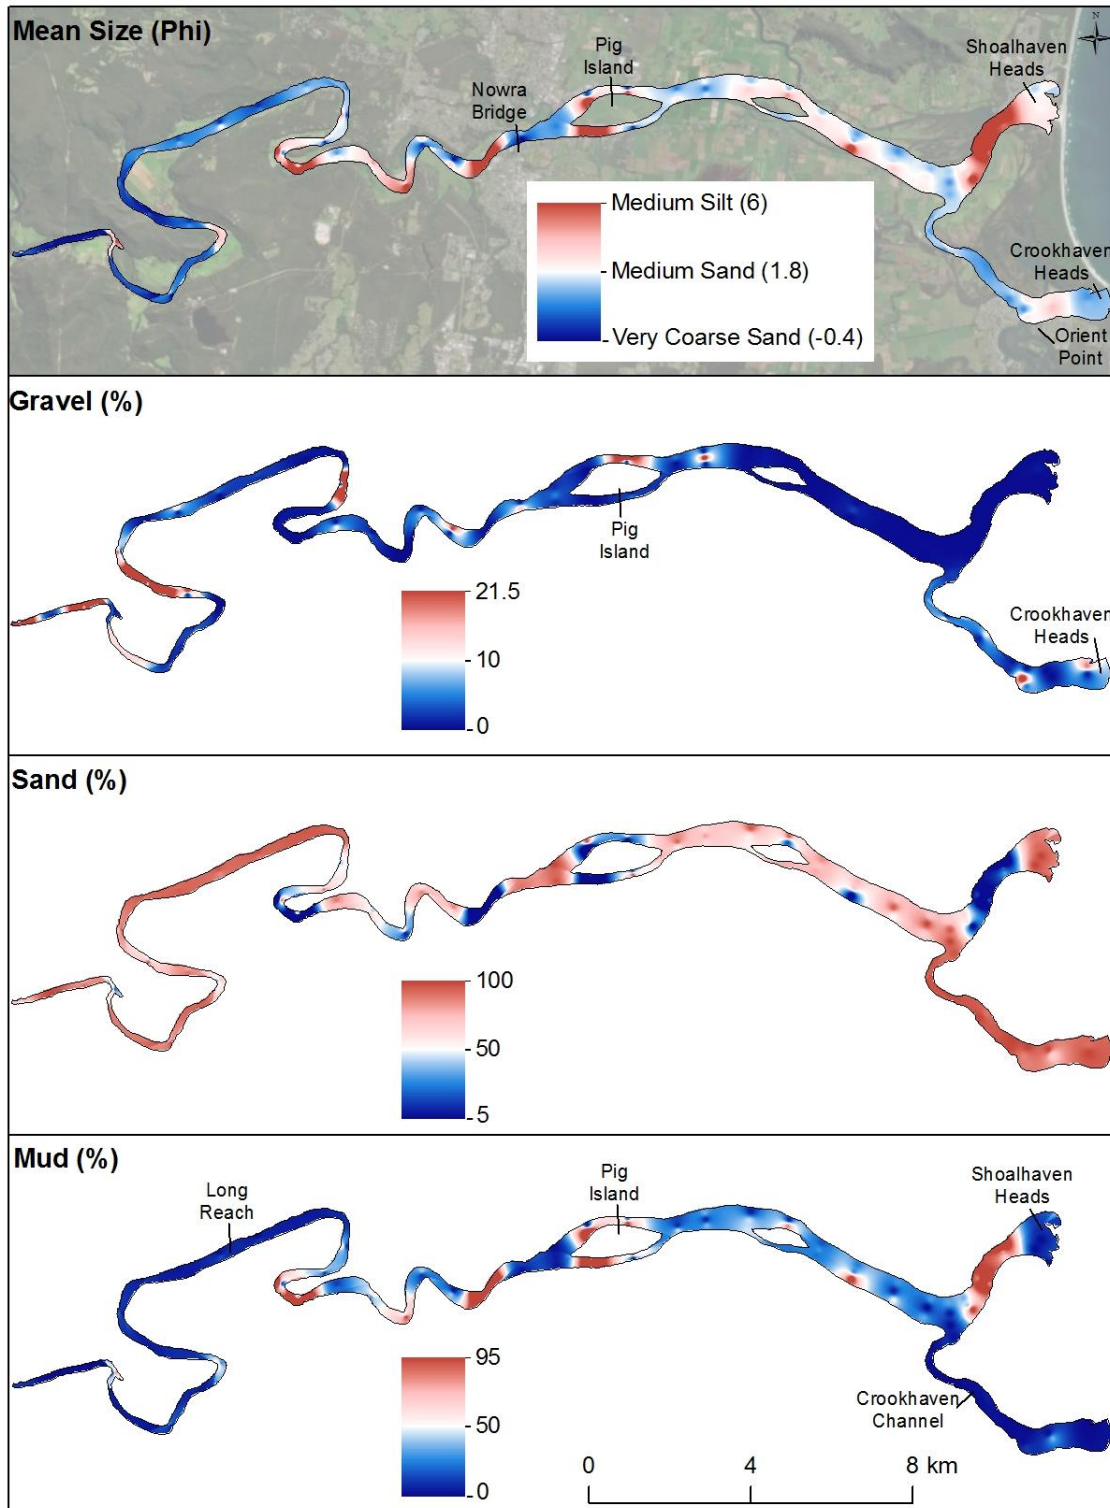 Mean Size (Phi)
N
Pig
Island
Shoalhaven
Heads
Nowra
Bridge
Medium Silt (6)
Medium Sand (1.8)
Very Coarse Sand (-0.4)
Crookhaven
Heads
Orient
Point
Gravel (%)
Pig
Island
21.5
10
0
Crookhaven
Heads
Sand (%)
100
50
5
Mud (%)
Long
Reach
Pig
Island
Shoalhaven
Heads
95
50
0
Crookhaven
Channel
0 4 8 km